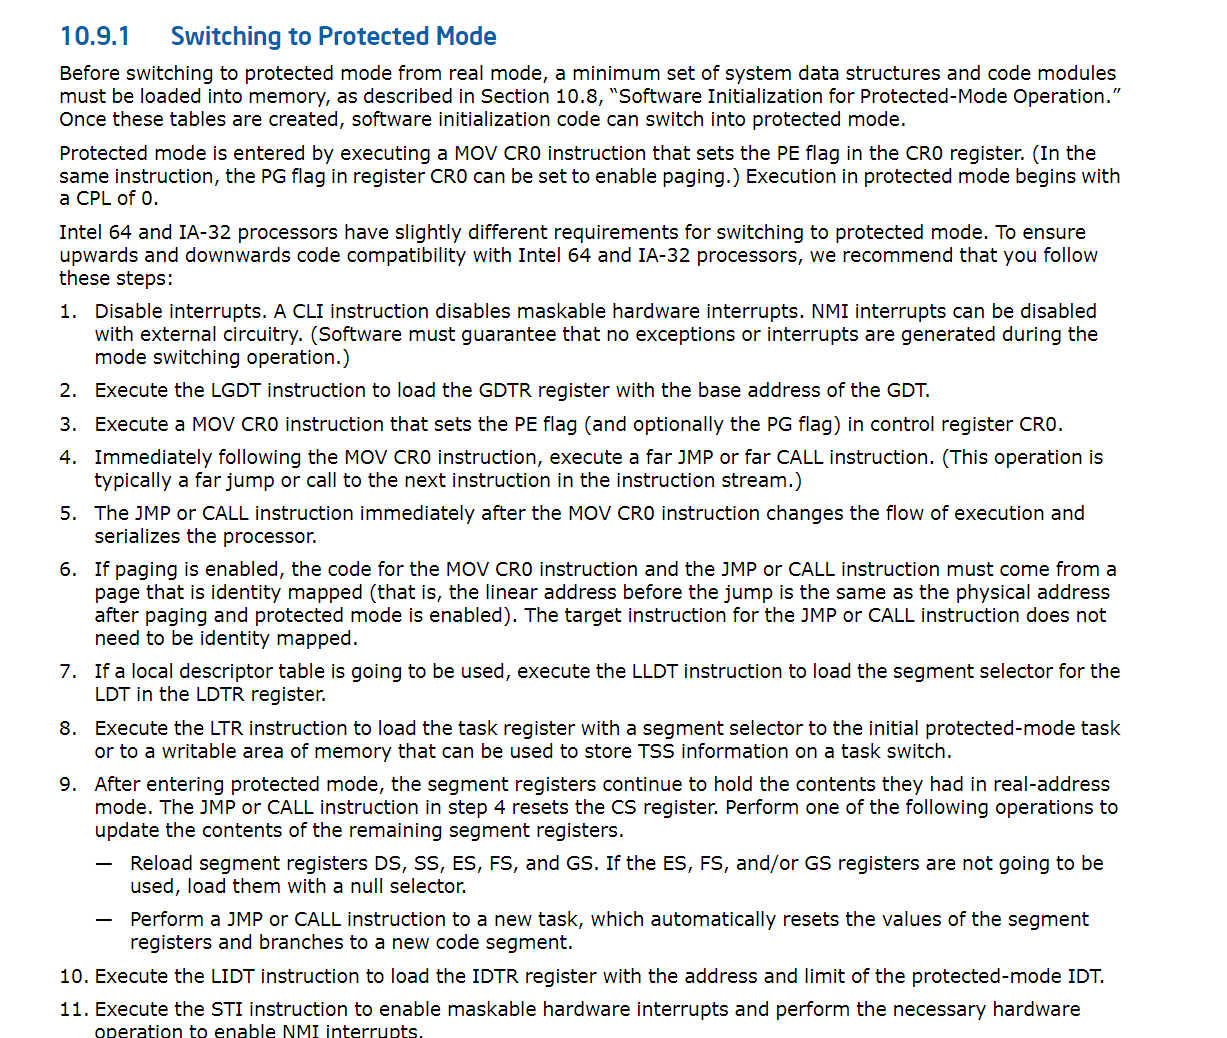 10.9.1 Switching to Protected Mode
Before switching to protected mode from real mode, a minimum set of system data structures and code modules
must be loaded into memory, as described in Section 10.8, “Software Initialization for Protected-Mode Operation.”
Once these tables are created, software initialization code can switch into protected mode.
Protected mode is entered by executing a MOV CR0 instruction that sets the PE flag in the CR0 register. (In the
same instruction, the PG flag in register CR0 can be set to enable paging.) Execution in protected mode begins with
a CPL of 0.
Intel 64 and IA-32 processors have slightly different requirements for switching to protected mode. To ensure
upwards and downwards code compatibility with Intel 64 and IA-32 processors, we recommend that you follow
these steps:
1. Disable interrupts. A CLI instruction disables maskable hardware interrupts. NMI interrupts can be disabled
with external circuitry. (Software must guarantee that no exceptions or interrupts are generated during the
mode switching operation.)
2. Execute the LGDT instruction to load the GDTR register with the base address of the GDT.
3. Execute a MOV CR0 instruction that sets the PE flag (and optionally the PG flag) in control register CR0.
4. Immediately following the MOV CR0 instruction, execute a far JMP or far CALL instruction. (This operation is
typically a far jump or call to the next instruction in the instruction stream.)
5. The JMP or CALL instruction immediately after the MOV CR0 instruction changes the flow of execution and
serializes the processor.
6. If paging is enabled, the code for the MOV CR0 instruction and the JMP or CALL instruction must come from a
page that is identity mapped (that is, the linear address before the jump is the same as the physical address
after paging and protected mode is enabled). The target instruction for the JMP or CALL instruction does not
need to be identity mapped.
7. If a local descriptor table is going to be used, execute the LLDT instruction to load the segment selector for the
LDT in the LDTR register.
8. Execute the LTR instruction to load the task register with a segment selector to the initial protected-mode task
or to a writable area of memory that can be used to store TSS information on a task switch.
9. After entering protected mode, the segment registers continue to hold the contents they had in real-address
mode. The JMP or CALL instruction in step 4 resets the CS register. Perform one of the following operations to
update the contents of the remaining segment registers.
— Reload segment registers DS, SS, ES, FS, and GS. If the ES, FS, and/or GS registers are not going to be
used, load them with a null selector.
— Perform a JMP or CALL instruction to a new task, which automatically resets the values of the segment
registers and branches to a new code segment.
10. Execute the LIDT instruction to load the IDTR register with the address and limit of the protected-mode IDT.
11. Execute the STI instruction to enable maskable hardware interrupts and perform the necessary hardware
operation to enable NMI interrupts.